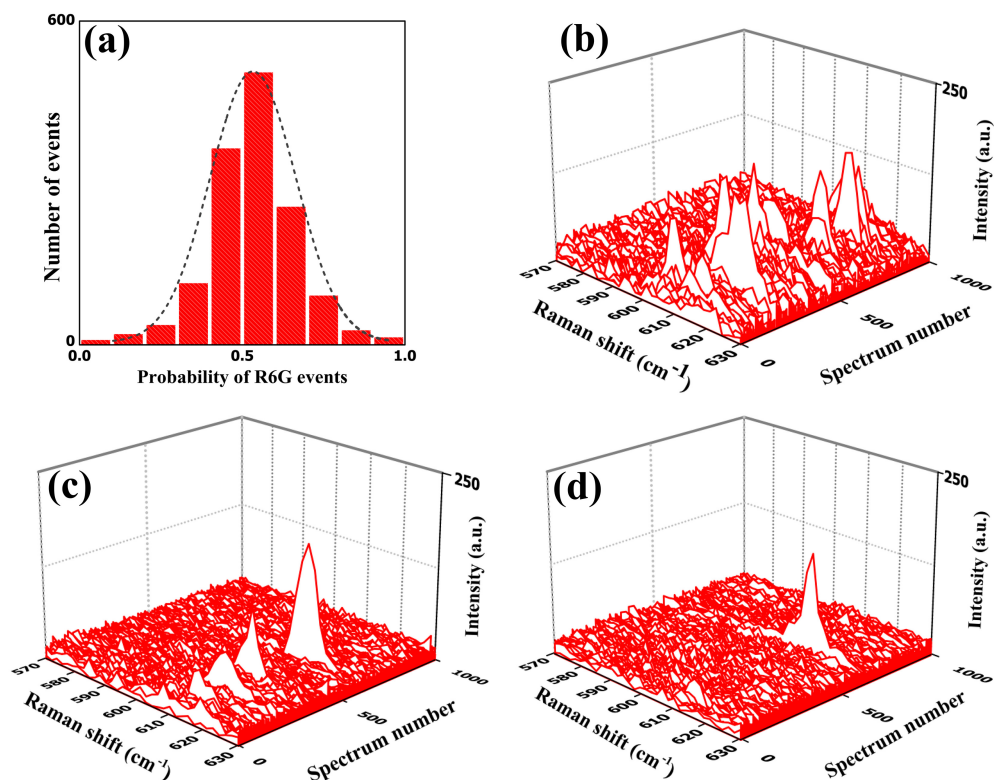 (a)
600
0
Number of events
0.0
0.5
1.0
Probability of R6G events
(b)
250
Intensity (a.u.)
570
580
590
600
610
620
630
Raman shift (cm-1
0
500
1000
Spectrum number
(c)
250
Intensity (a.u.)
570
580
590
600
610
620
630
Raman shift (cm-1)
0
500
1000
Spectrum number
(d)
250
Intensity (a.u.)
570
580
590
600
610
620
630
Raman shift (cm-1)
0
500
1000
Spectrum number